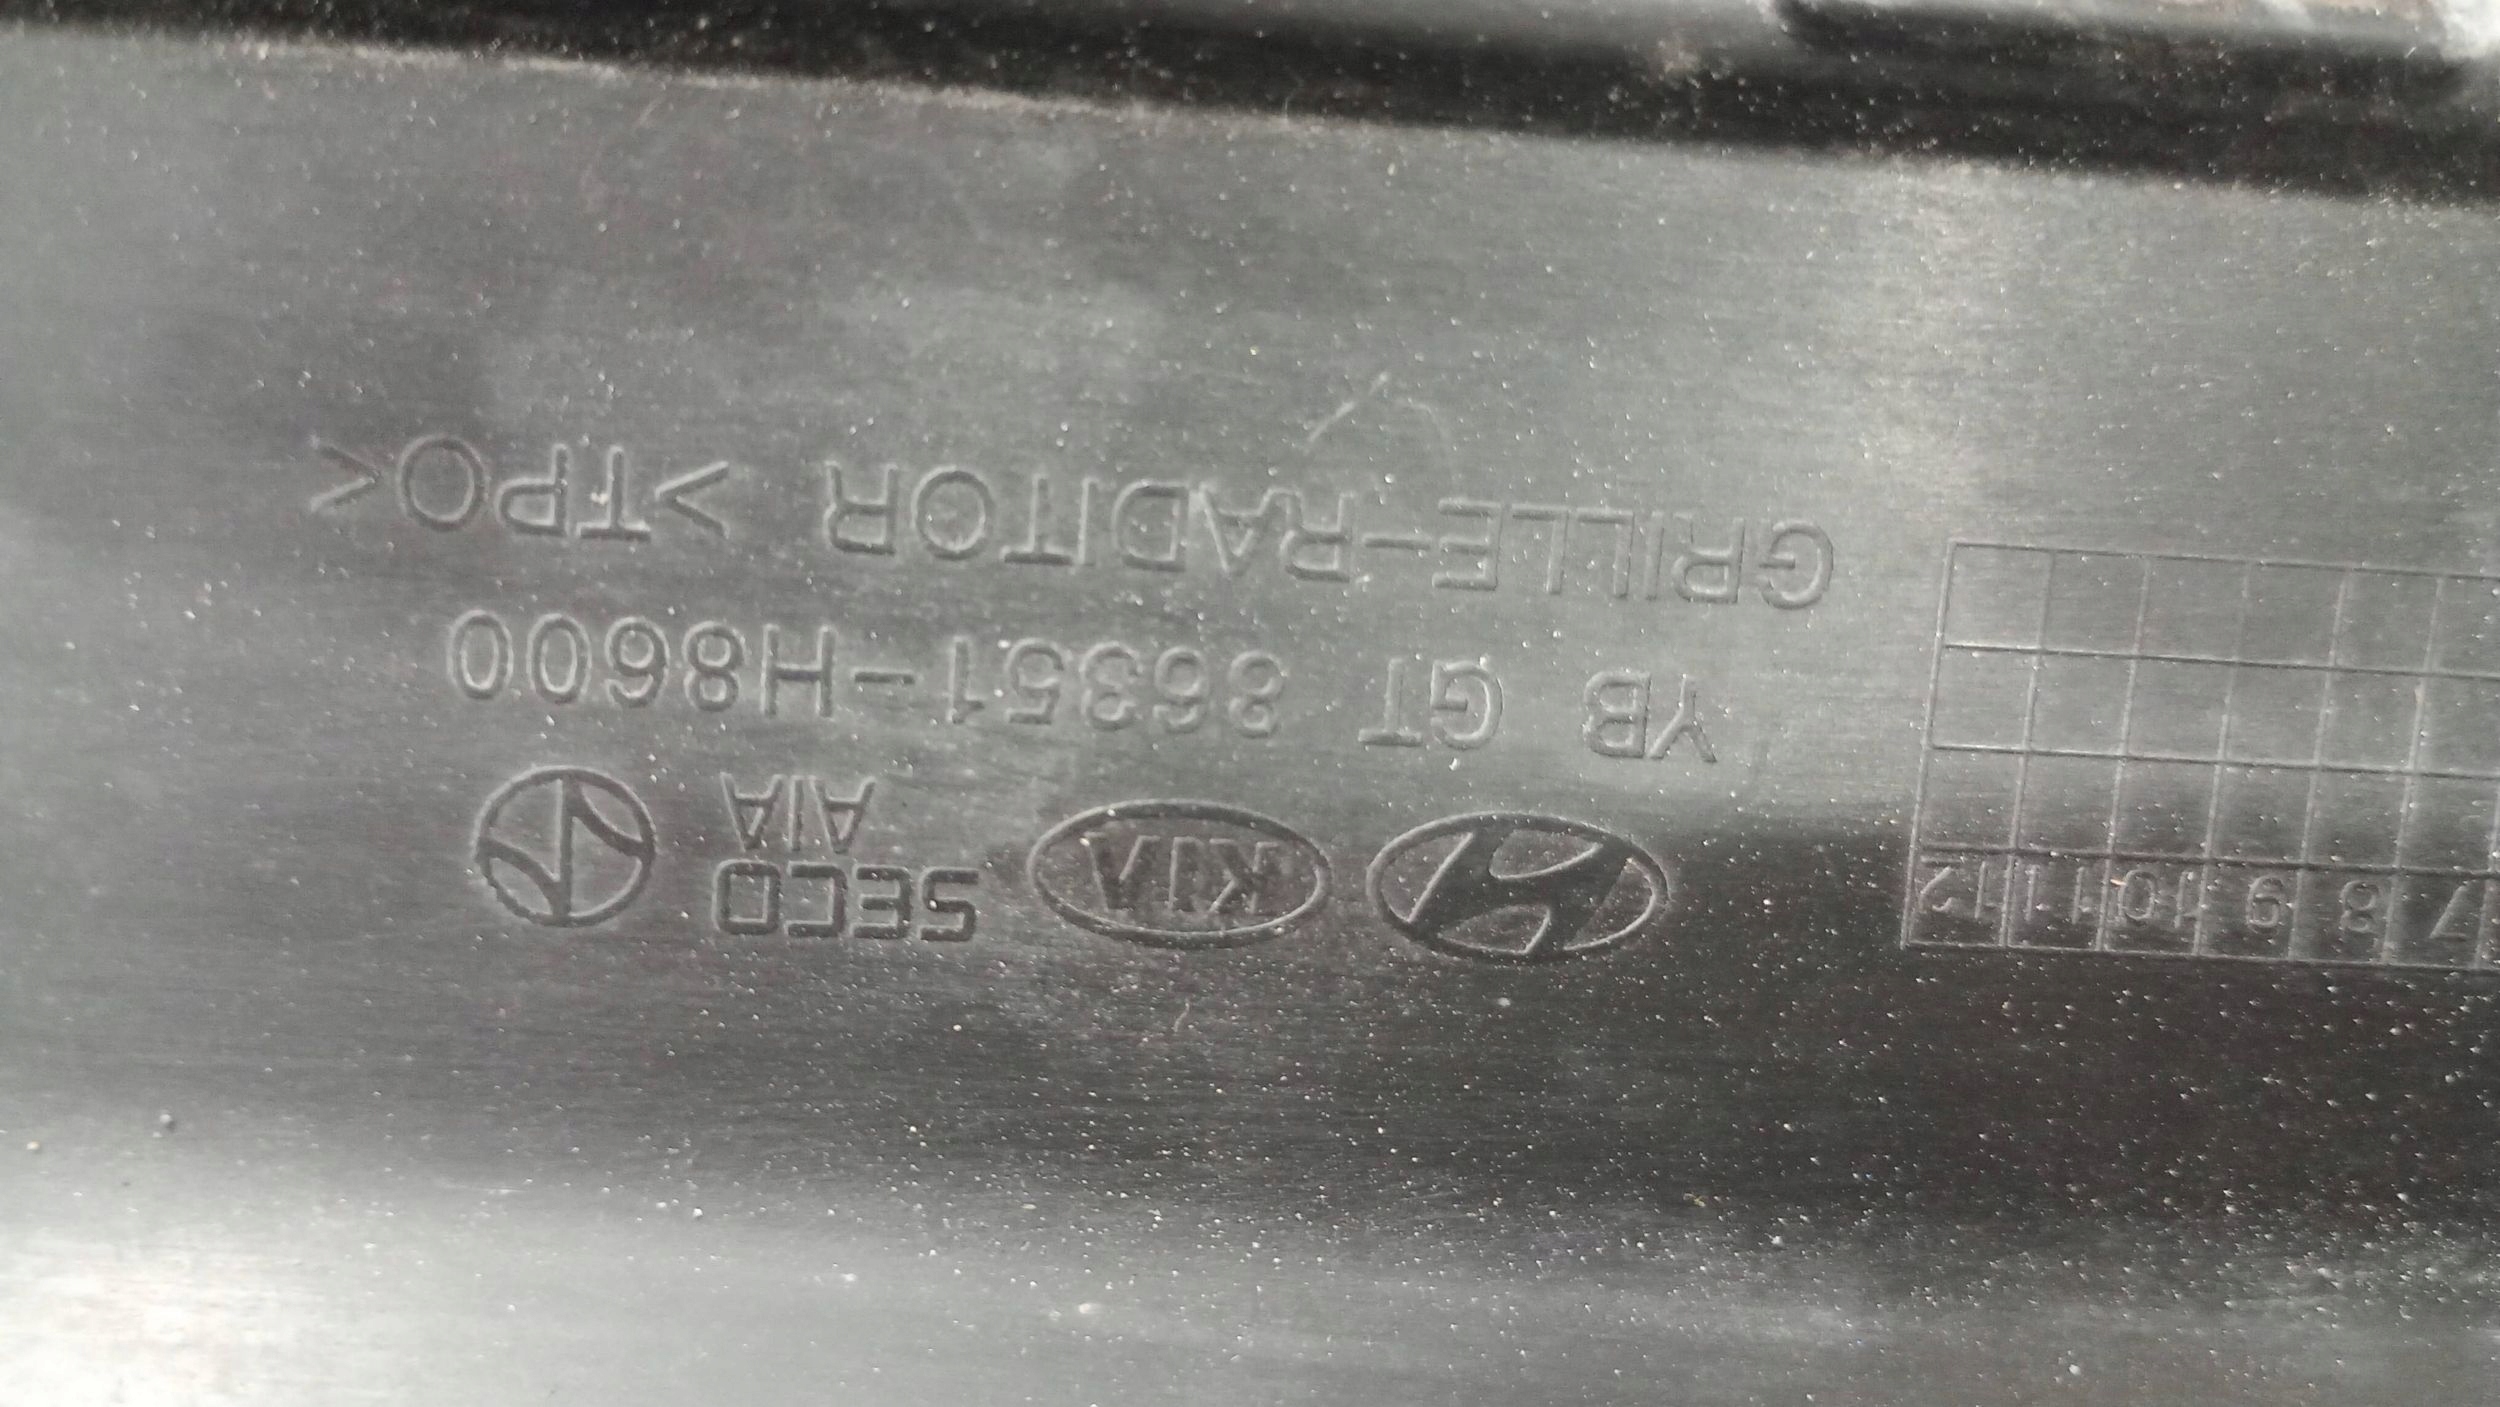 7 8 9 10 11 12
KIA
SECO
AIA
YB GT 86351-H8600
GRILLE-RADITOR >TPO<